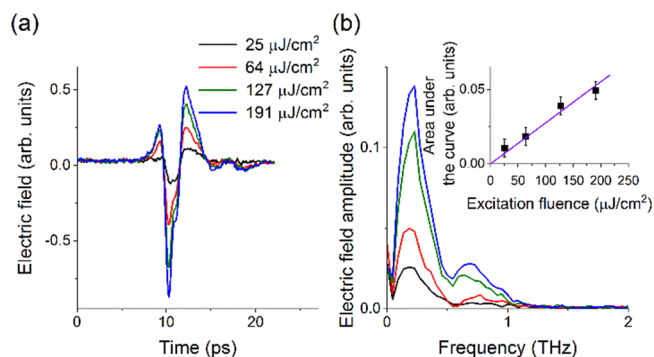 (a)
25 μJ/cm²
64 μJ/cm²
127 μJ/cm²
191 μJ/cm²
Electric field (arb. units)
0.5
0.0
-0.5
0
10
20
Time (ps)
(b)
Electric field amplitude (arb. units)
0.1
0.0
0
1
2
Frequency (THz)
Area under
the curve (arb. units)
0.05
0.00
0
50
100
150
200
250
Excitation fluence (μJ/cm²)